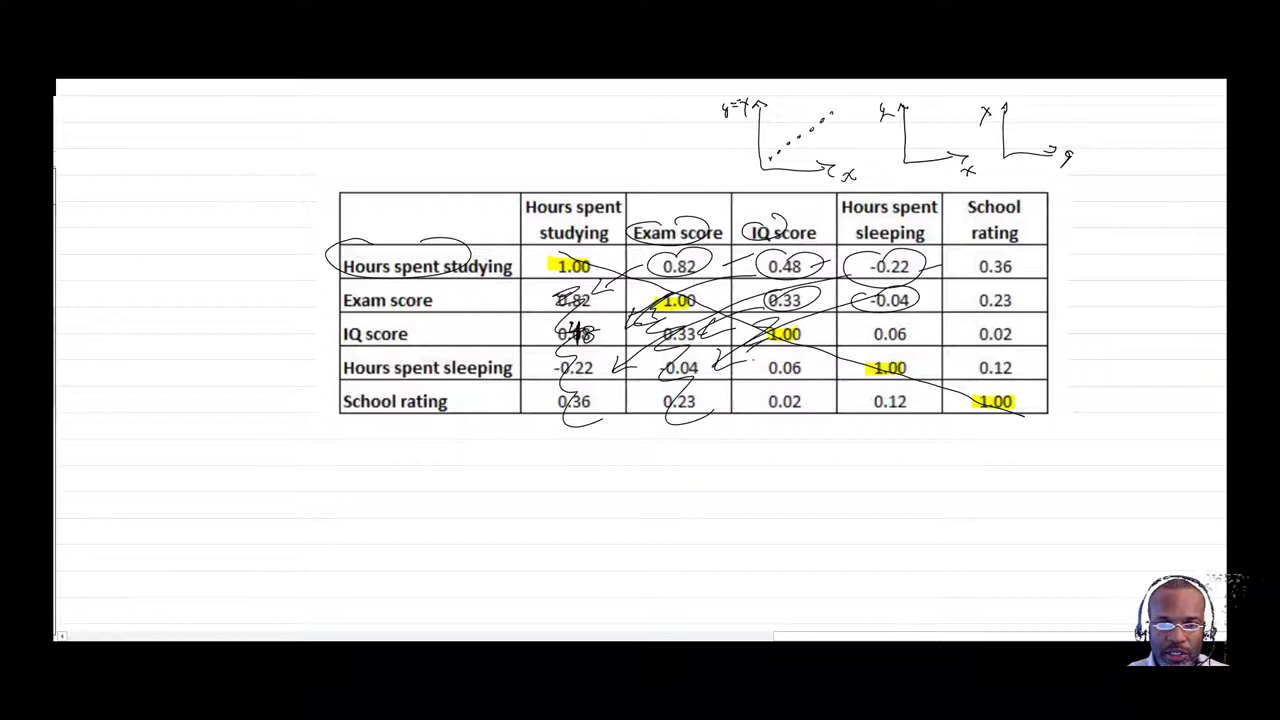 y=x
x
y
x
x
y
Hours spent studying Exam score IQ score Hours spent sleeping School rating
Hours spent studying 1.00 0.82 0.48 -0.22 0.36
Exam score 0.82 1.00 0.33 -0.04 0.23
IQ score 48 0.33 1.00 0.06 0.02
Hours spent sleeping -0.22 -0.04 0.06 1.00 0.12
School rating 0.36 0.23 0.02 0.12 1.00